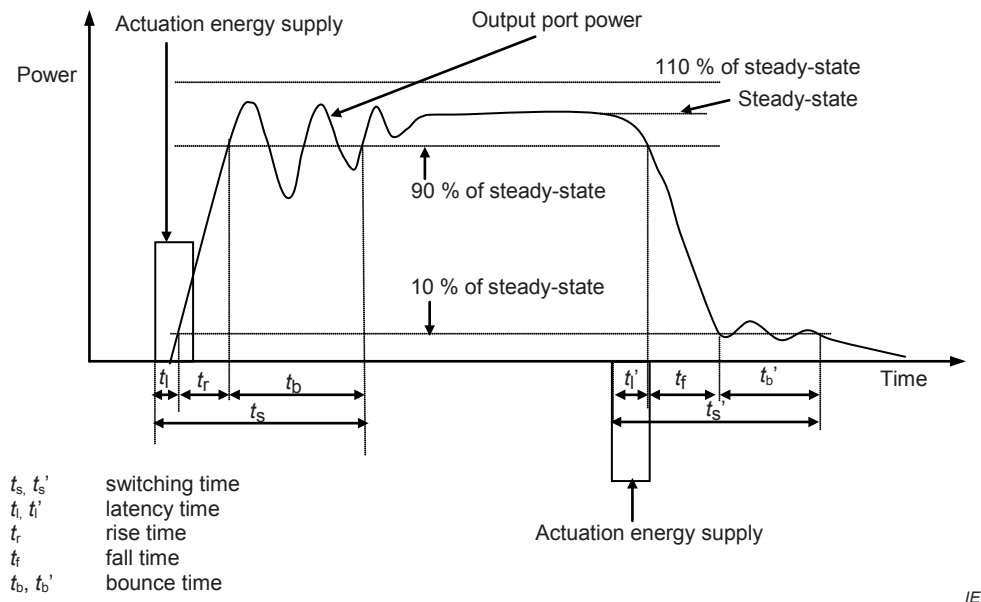 Actuation energy supply
Output port power
Power
110 % of steady-state
Steady-state
90 % of steady-state
10 % of steady-state
tl
tr
tb
ts
tl’
tf
tb’
ts’
Time
Actuation energy supply
ts, ts’ switching time
tl, tl’ latency time
tr rise time
tf fall time
tb, tb’ bounce time
IE